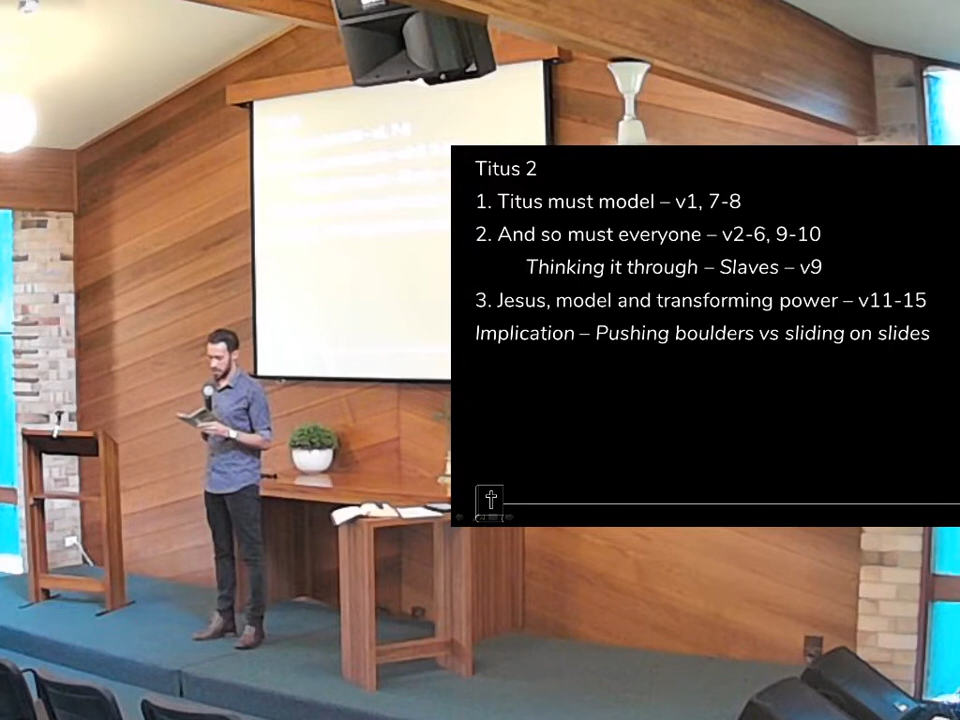 Titus 2
1. Titus must model – v1, 7-8
2. And so must everyone – v2-6, 9-10
Thinking it through – Slaves – v9
3. Jesus, model and transforming power – v11-15
Implication – Pushing boulders vs sliding on slides